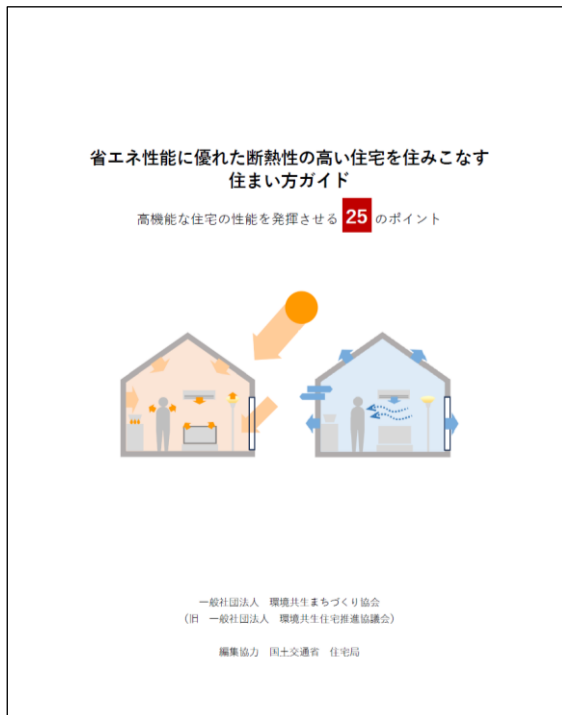 省エネ性能に優れた断熱性の高い住宅を住みこなす
住まい方ガイド
高機能な住宅の性能を発揮させる 25 のポイント
一般社団法人　環境共生まちづくり協会
（旧　一般社団法人　環境共生住宅推進協議会）
編集協力　国土交通省　住宅局